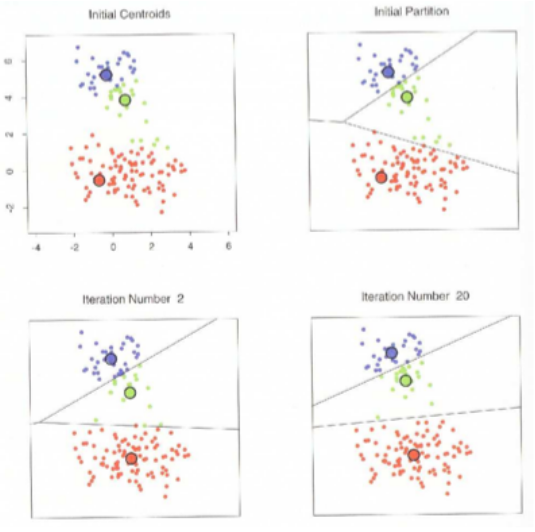 Initial Centroids
Initial Partition
6
4
2
0
-2
-4 -2 0 2 4 6
Iteration Number 2
Iteration Number 20